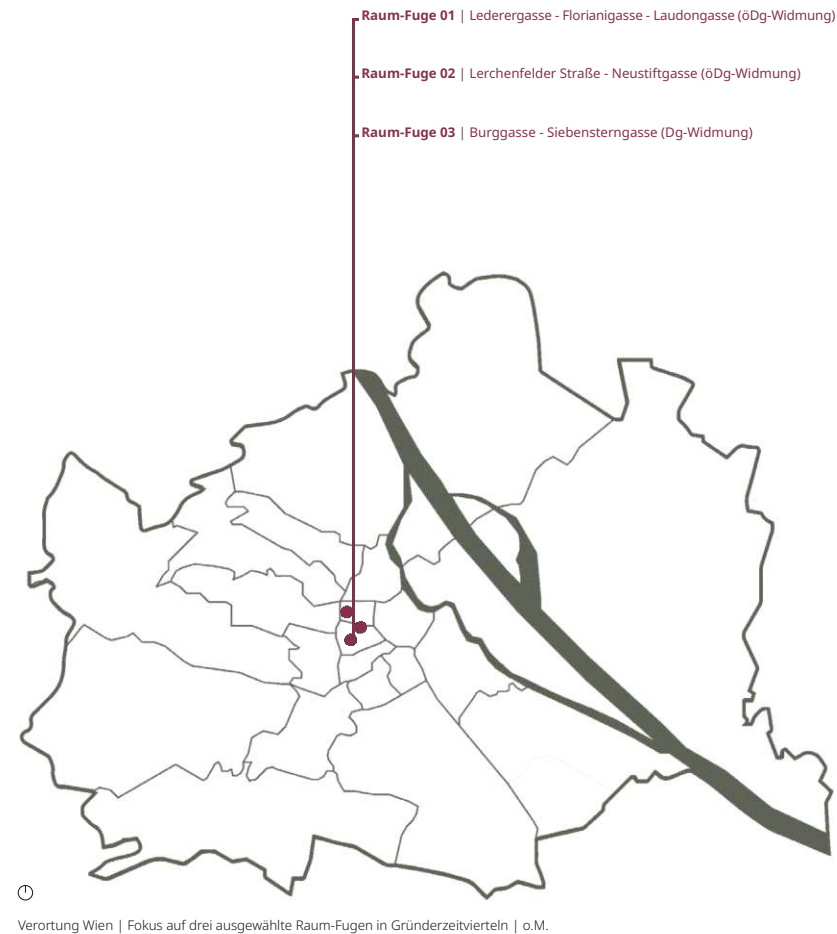 Raum-Fuge 01 | Lederergasse - Florianigasse - Laudongasse (öDg-Widmung)
Raum-Fuge 02 | Lerchenfelder Straße - Neustiftgasse (öDg-Widmung)
Raum-Fuge 03 | Burggasse - Siebensterngasse (Dg-Widmung)
Verortung Wien | Fokus auf drei ausgewählte Raum-Fugen in Gründerzeitvierteln | o.M.